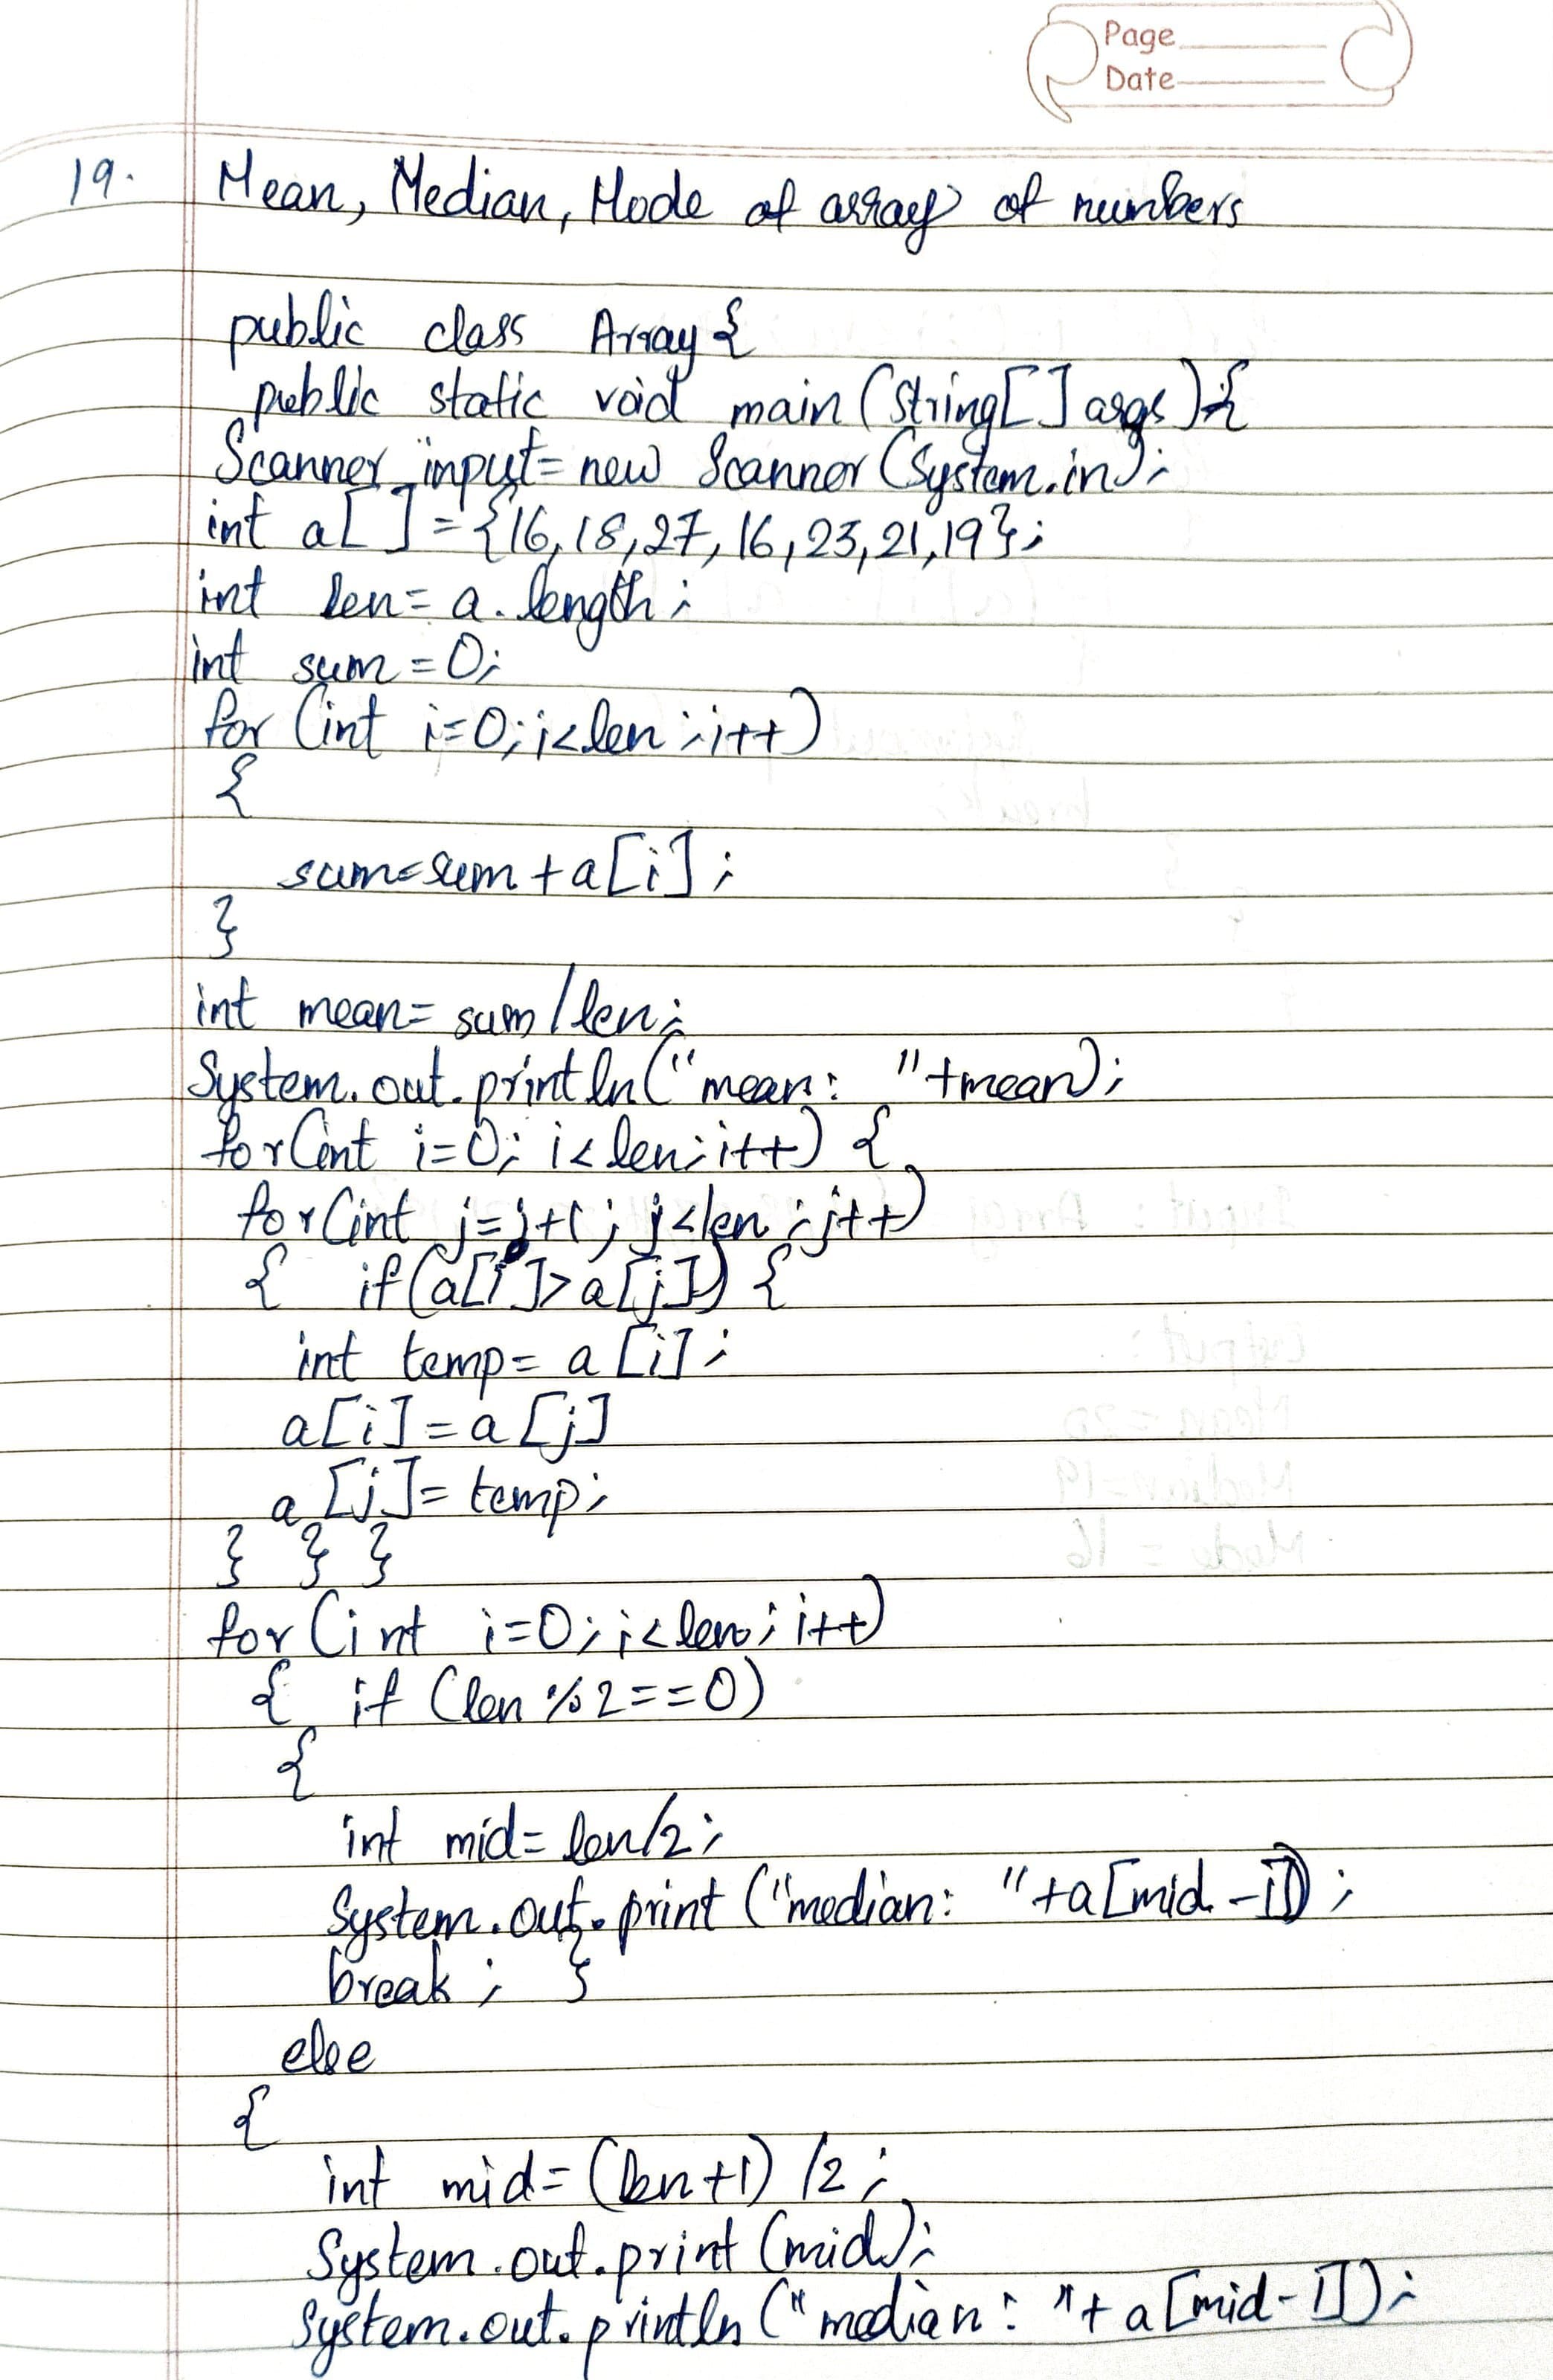 Page
Date
19. Mean, Median, Mode of array of numbers
public class Array {
public static void main (String[] args) {
Scanner input = new Scanner (System.in);
int a[ ] = {16, 18, 27, 16, 23, 21, 19};
int len = a.length;
int sum = 0;
for (int i=0; i<len; i++)
{
sum=sum+a[i];
}
int mean= sum/len;
System.out.println("mean: "+mean);
for(int i=0; i<len; i++) {
for(int j=j+1; j<len; j++)
{ if(a[i]>a[j]) {
int temp= a[i];
a[i]=a[j]
a[j]= temp;
} } }
for (int i=0; i<len; i++)
{ if (len%2==0)
{
int mid= len/2;
System.out.print ("median: "+a[mid-1]);
break; }
else
{
int mid=(len+1)/2;
System.out.print (mid);
System.out.println ("median: "+a[mid-1]);